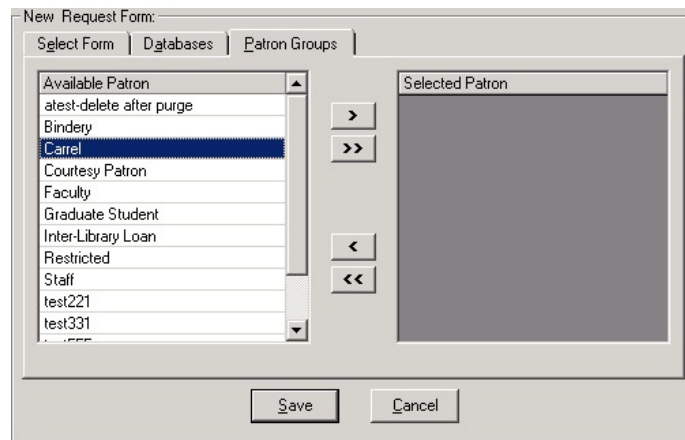 New Request Form:
Select Form Databases Patron Groups
Available Patron
atest-delete after purge
Bindery
Carrel
Courtesy Patron
Faculty
Graduate Student
Inter-Library Loan
Restricted
Staff
test221
test331
>
>>
<
<<
Selected Patron
Save Cancel